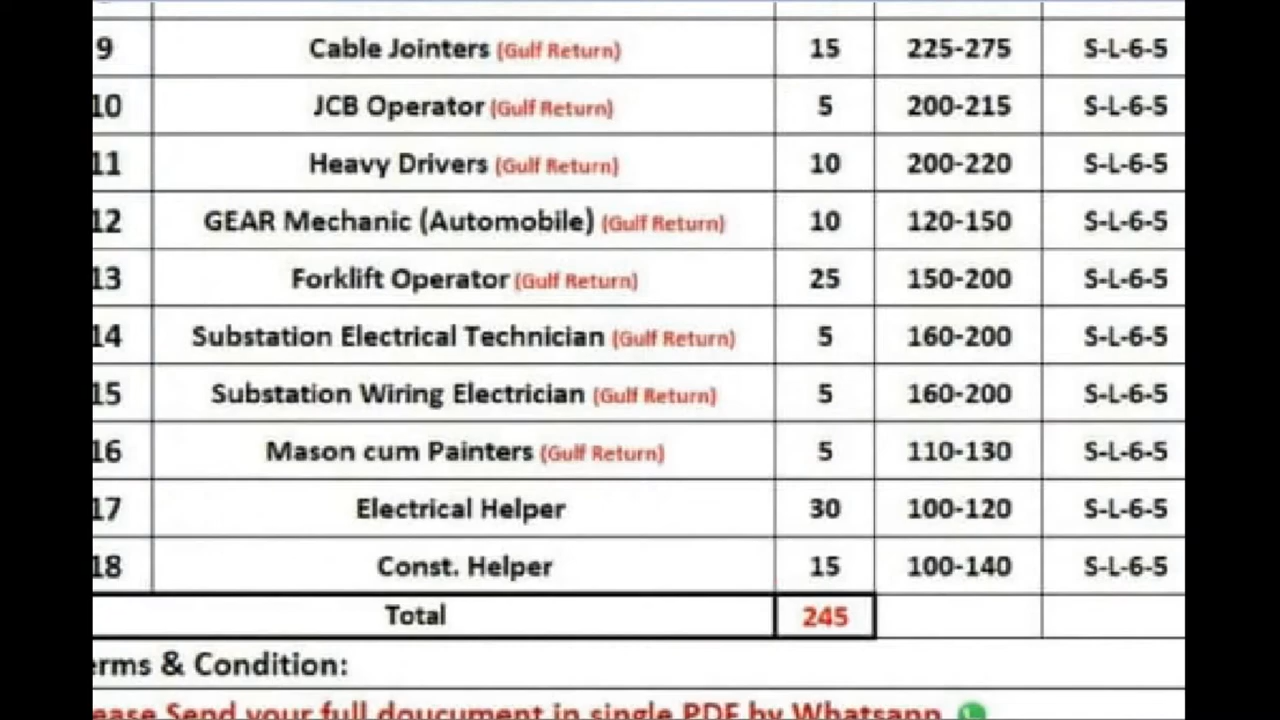 9 Cable Jointers (Gulf Return) 15 225-275 S-L-6-5
10 JCB Operator (Gulf Return) 5 200-215 S-L-6-5
11 Heavy Drivers (Gulf Return) 10 200-220 S-L-6-5
12 GEAR Mechanic (Automobile) (Gulf Return) 10 120-150 S-L-6-5
13 Forklift Operator (Gulf Return) 25 150-200 S-L-6-5
14 Substation Electrical Technician (Gulf Return) 5 160-200 S-L-6-5
15 Substation Wiring Electrician (Gulf Return) 5 160-200 S-L-6-5
16 Mason cum Painters (Gulf Return) 5 110-130 S-L-6-5
17 Electrical Helper 30 100-120 S-L-6-5
18 Const. Helper 15 100-140 S-L-6-5
Total 245
erms & Condition:
ease Send your full doucument in single PDF by Whatsapp